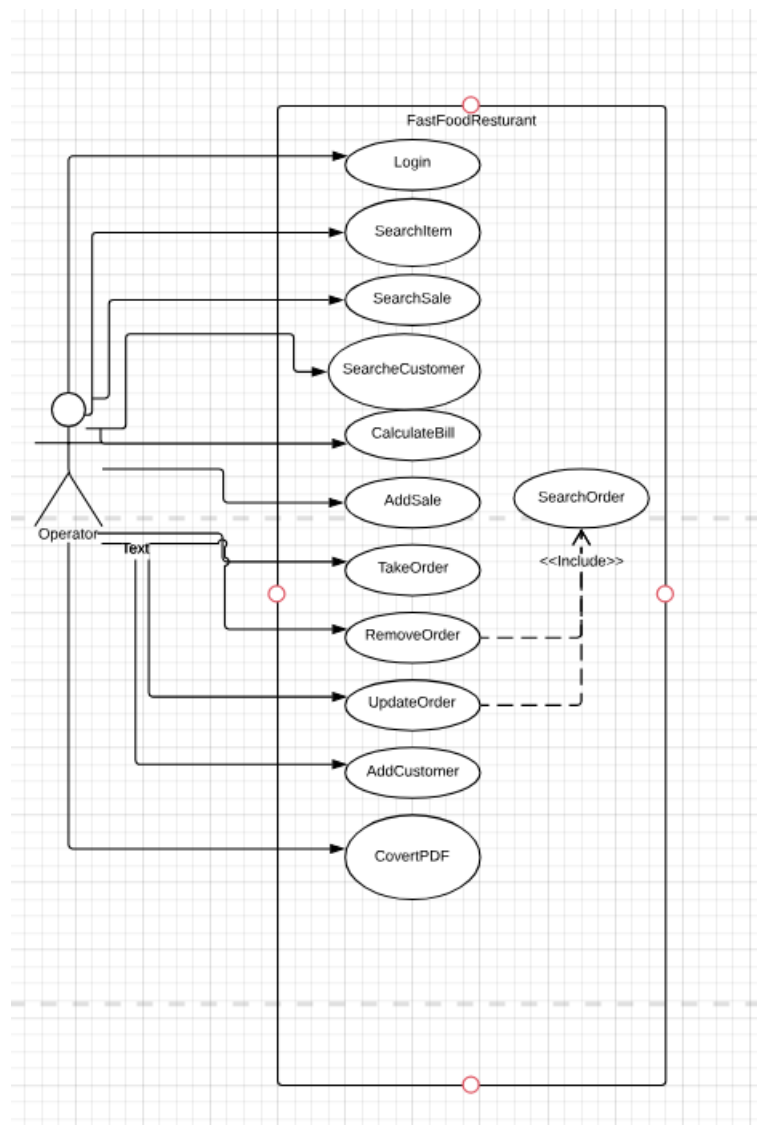 FastFoodResturant
Login
SearchItem
SearchSale
SearcheCustomer
CalculateBill
AddSale
SearchOrder
Operator
Text
<<Include>>
TakeOrder
RemoveOrder
UpdateOrder
AddCustomer
CovertPDF